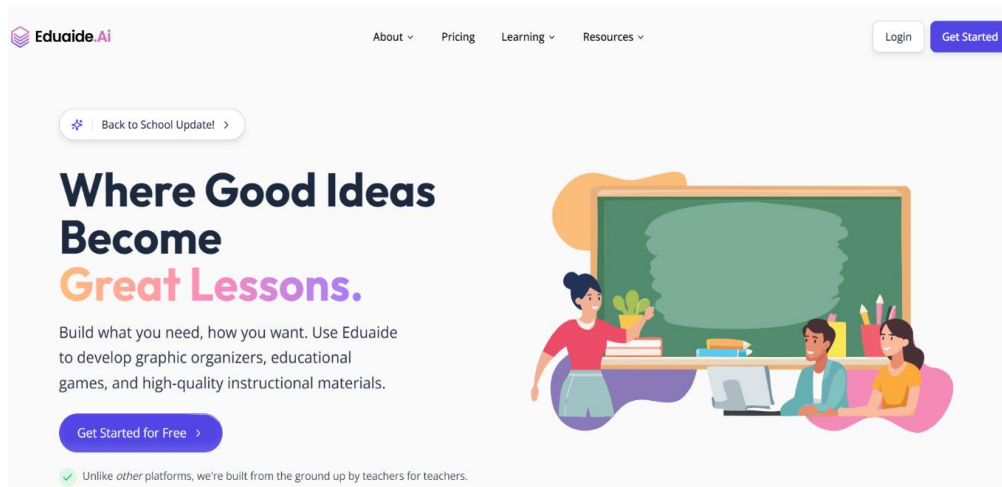 Eduaide.Ai
About
Pricing
Learning
Resources
Login
Get Started
Back to School Update!
Where Good Ideas
Become
Great Lessons.
Build what you need, how you want. Use Eduaide
to develop graphic organizers, educational
games, and high-quality instructional materials.
Get Started for Free
Unlike other platforms, we're built from the ground up by teachers for teachers.